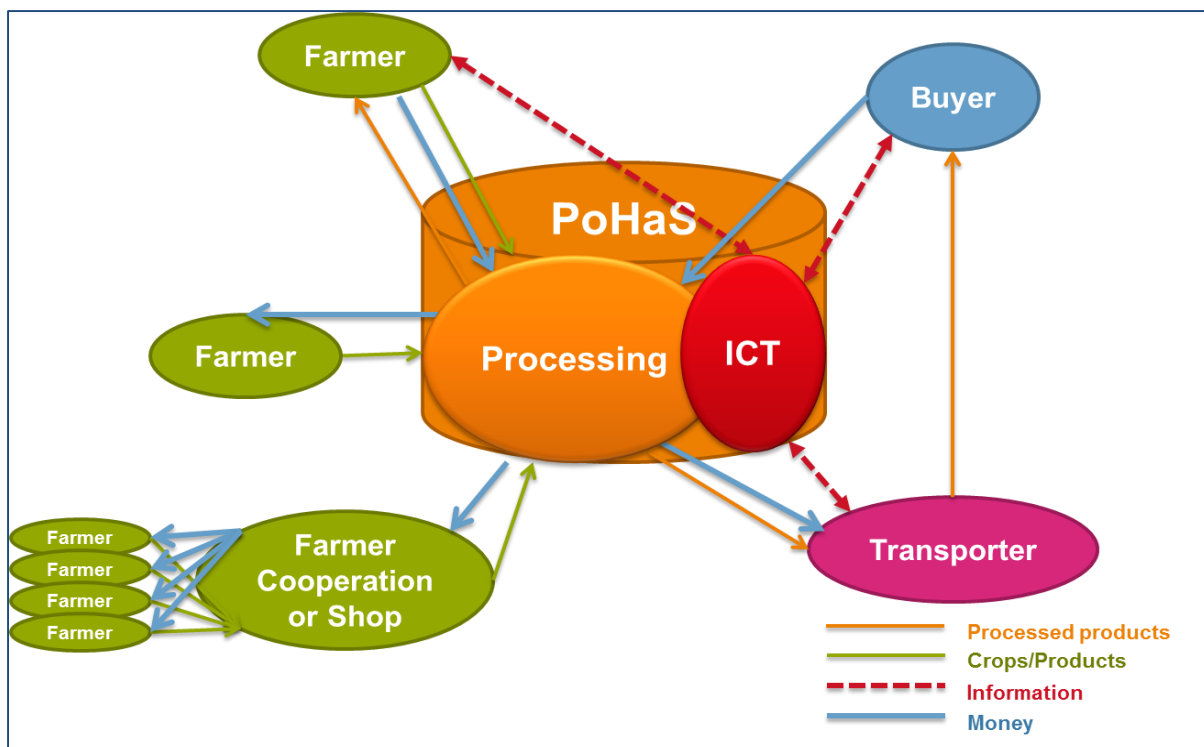 Farmer
Buyer
PoHaS
Processing
ICT
Farmer
Farmer
Farmer
Farmer
Farmer
Farmer
Cooperation
or Shop
Transporter
Processed products
Crops/Products
Information
Money